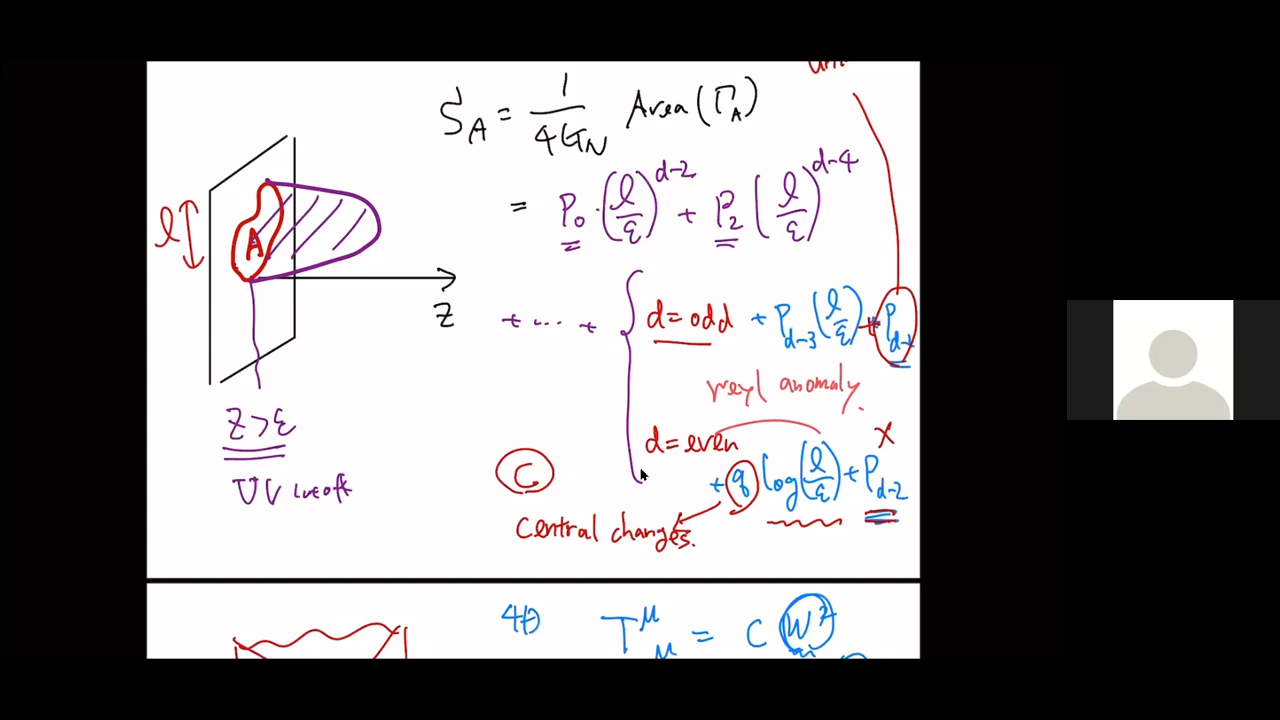 S_A = 1/4G_N Area(Γ_A)
= P_0 · (l/ε)^{d-2} + P_2 (l/ε)^{d-4}
+ ... + { d = odd + P_{d-3} (l/ε) + P_{d-1}
weyl anomaly.
d = even
+ q log(l/ε) + P_{d-2}
x
C
central charges.
l
A
Z
Z > ε
UV cutoff
4D T^μ_μ = C W^2